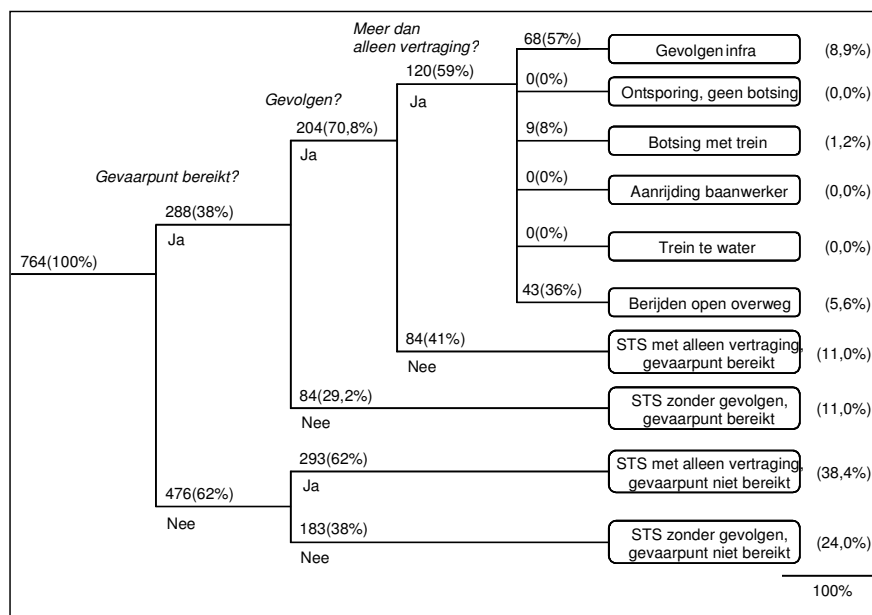 Meer dan
alleen vertraging?
68(57%)
Gevolgen infra
(8,9%)
120(59%)
Ja
0(0%)
Ontsporing, geen botsing
(0,0%)
Gevolgen?
204(70,8%)
Ja
9(8%)
Botsing met trein
(1,2%)
Gevaarpunt bereikt?
0(0%)
Aanrijding baanwerker
(0,0%)
288(38%)
Ja
0(0%)
Trein te water
(0,0%)
764(100%)
43(36%)
Berijden open overweg
(5,6%)
84(41%)
Nee
STS met alleen vertraging,
gevaarpunt bereikt
(11,0%)
84(29,2%)
Nee
STS zonder gevolgen,
gevaarpunt bereikt
(11,0%)
293(62%)
Ja
STS met alleen vertraging,
gevaarpunt niet bereikt
(38,4%)
476(62%)
Nee
183(38%)
Nee
STS zonder gevolgen,
gevaarpunt niet bereikt
(24,0%)
100%